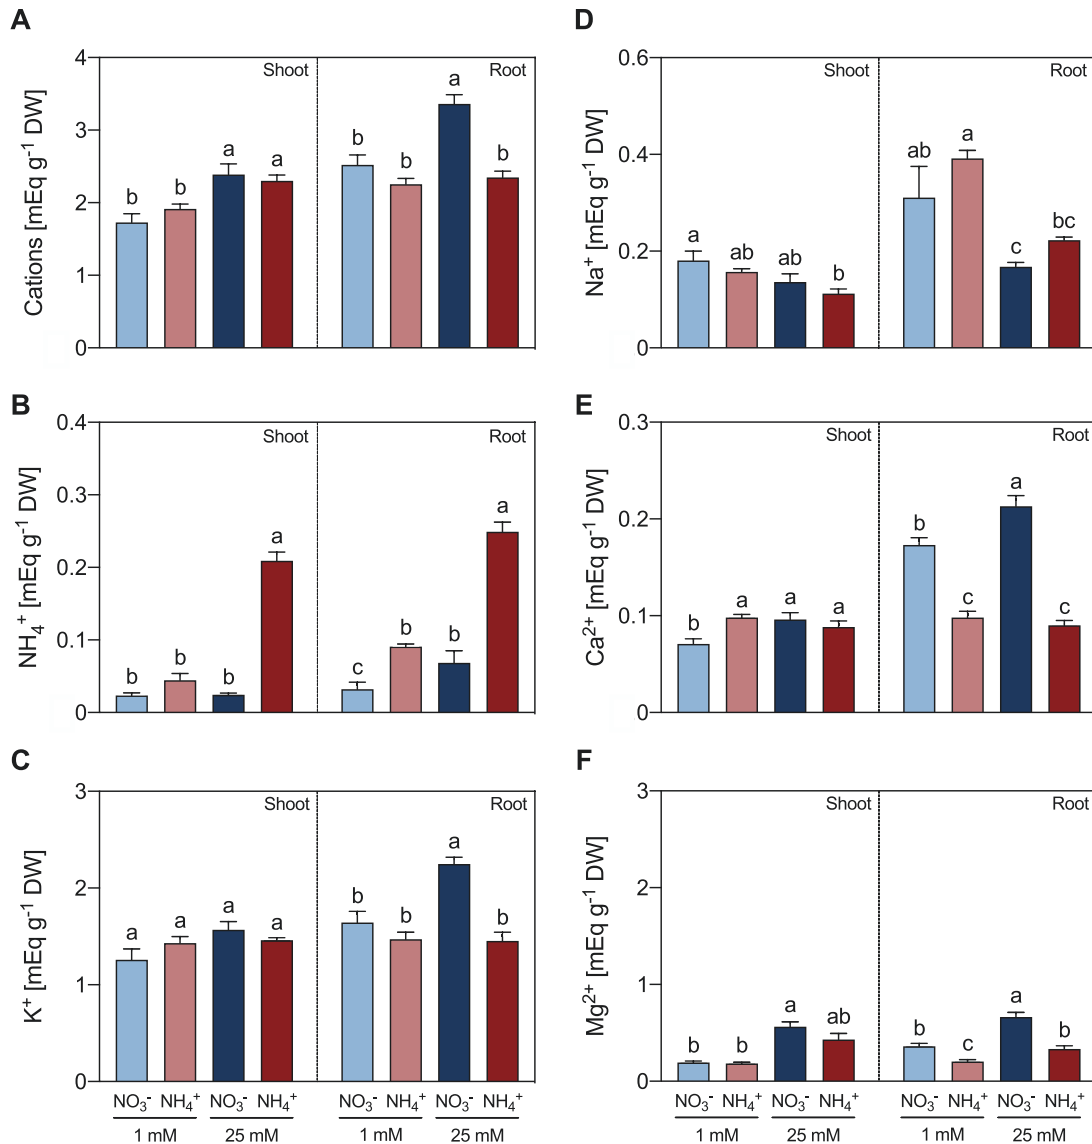 A
Cations [mEq g⁻¹ DW]
4
3
2
1
0
Shoot
Root
b
b
a
a
b
b
a
b
B
NH₄⁺ [mEq g⁻¹ DW]
0.4
0.3
0.2
0.1
0
Shoot
Root
b
b
b
a
c
b
b
a
C
K⁺ [mEq g⁻¹ DW]
3
2
1
0
Shoot
Root
a
a
a
a
b
b
a
b
NO₃⁻ NH₄⁺ NO₃⁻ NH₄⁺ NO₃⁻ NH₄⁺ NO₃⁻ NH₄⁺
1 mM 25 mM 1 mM 25 mM
D
Na⁺ [mEq g⁻¹ DW]
0.6
0.4
0.2
0
Shoot
Root
a
ab
ab
b
ab
a
c
bc
E
Ca²⁺ [mEq g⁻¹ DW]
0.3
0.2
0.1
0
Shoot
Root
b
a
a
a
b
c
a
c
F
Mg²⁺ [mEq g⁻¹ DW]
3
2
1
0
Shoot
Root
b
b
a
ab
b
c
a
b
NO₃⁻ NH₄⁺ NO₃⁻ NH₄⁺ NO₃⁻ NH₄⁺ NO₃⁻ NH₄⁺
1 mM 25 mM 1 mM 25 mM